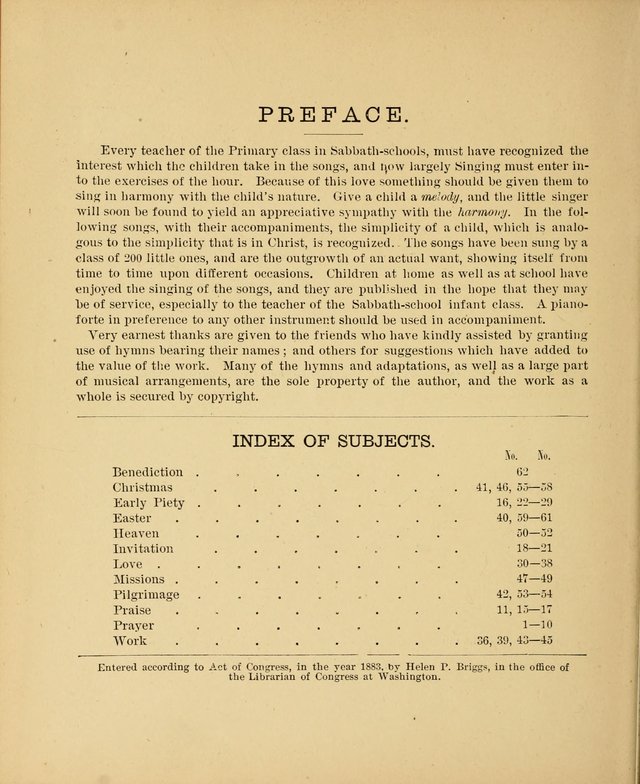 PREFACE.
Every teacher of the Primary class in Sabbath-schools, must have recognized the
interest which the children take in the songs, and how largely Singing must enter in-
to the exercises of the hour. Because of this love something should be given them to
sing in harmony with the child's nature. Give a child a melody, and the little singer
will soon be found to yield an appreciative sympathy with the harmony. In the fol-
lowing songs, with their accompaniments, the simplicity of a child, which is analo-
gous to the simplicity that is in Christ, is recognized. The songs have been sung by a
class of 200 little ones, and are the outgrowth of an actual want, showing itself from
time to time upon different occasions. Children at home as well as at school have
enjoyed the singing of the songs, and they are published in the hope that they may
be of service, especially to the teacher of the Sabbath-school infant class. A piano-
forte in preference to any other instrument should be used in accompaniment.
Very earnest thanks are given to the friends who have kindly assisted by granting
use of hymns bearing their names; and others for suggestions which have added to
the value of the work. Many of the hymns and adaptations, as well as a large part
of musical arrangements, are the sole property of the author, and the work as a
whole is secured by copyright.
INDEX OF SUBJECTS.
No. No.
Benediction . . . . . . . 62
Christmas . . . . . . . 41, 46, 55—58
Early Piety . . . . . . . 16, 22—29
Easter . . . . . . . . 40, 59—61
Heaven . . . . . . . 50—52
Invitation . . . . . . . 18—21
Love . . . . . . . . 30—38
Missions . . . . . . . . 47—49
Pilgrimage . . . . . . . 42, 53—54
Praise . . . . . . . . 11, 15—17
Prayer . . . . . . . 1—10
Work . . . . . . . . 36, 39, 43—45
Entered according to Act of Congress, in the year 1883, by Helen P. Briggs, in the office of
the Librarian of Congress at Washington.